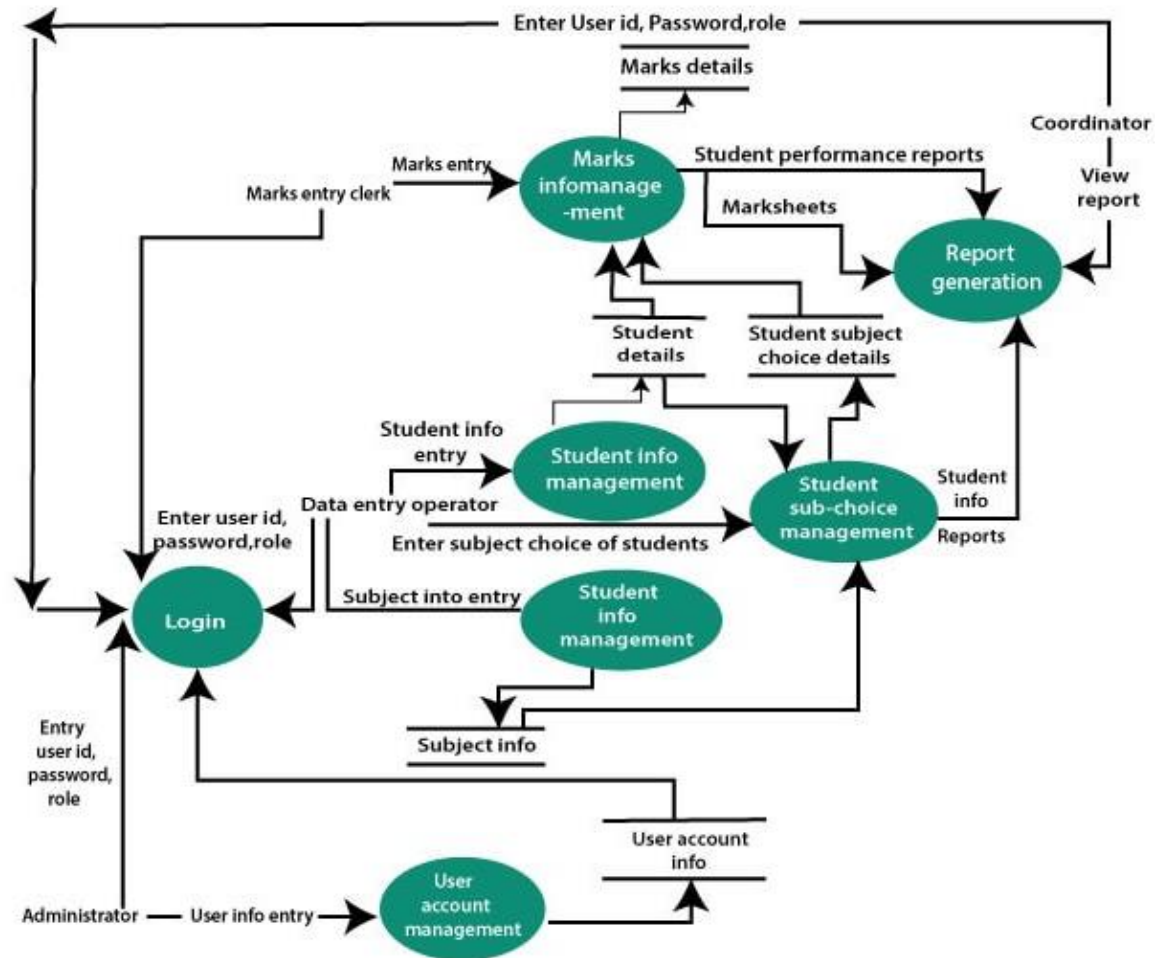 Enter User id, Password,role
Marks details
Coordinator
Marks entry
Marks
infomanage
-ment
Student performance reports
View
report
Marks entry clerk
Marksheets
Report
generation
Student
details
Student subject
choice details
Student info
entry
Student info
management
Student
sub-choice
management
Student
info
Reports
Data entry operator
Enter user id,
password,role
Enter subject choice of students
Subject into entry
Student
info
management
Login
Subject info
Entry
user id,
password,
role
User account
info
Administrator
User info entry
User
account
management